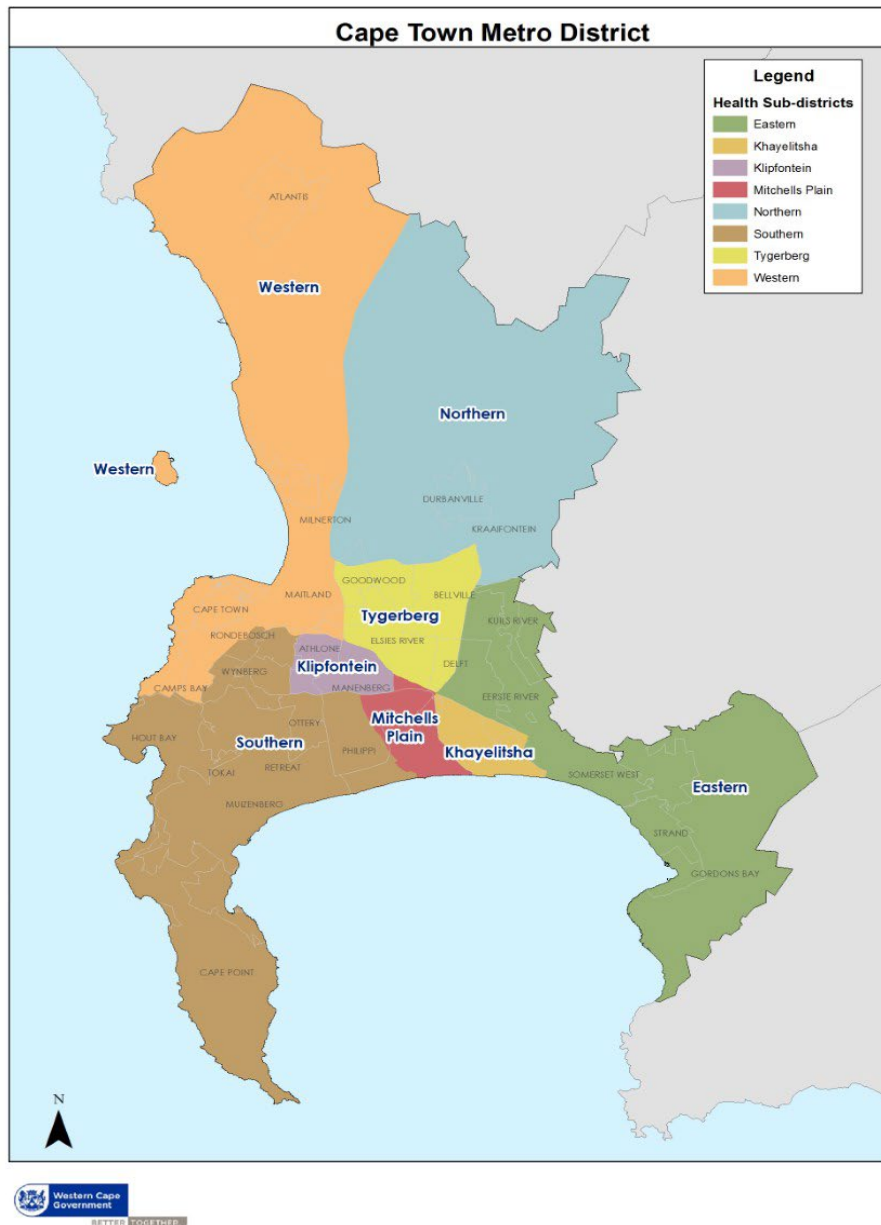 Cape Town Metro District
Legend
Health Sub-districts
Eastern
Khayelitsha
Klipfontein
Mitchells Plain
Northern
Southern
Tygerberg
Western
ATLANTIS
Western
Northern
Western
DURBANVILLE
KRAAIFONTEIN
MILNERTON
GOODWOOD
MAITLAND
BELLVILLE
CAPE TOWN
Tygerberg
KUILS RIVER
RONDEBOSCH
ELSIES RIVER
ATHLONE
WYNBERG
Klipfontein
DELFT
CAMPS BAY
MANENBERG
EERSTE RIVER
HOUT BAY
OTTERY
Mitchells
Plain
Southern
PHILIPPI
Khayelitsha
TOKAI
RETREAT
SOMERSET WEST
Eastern
MUIZENBERG
STRAND
GORDONS BAY
CAPE POINT
N
Western Cape
Government
BETTER TOGETHER.